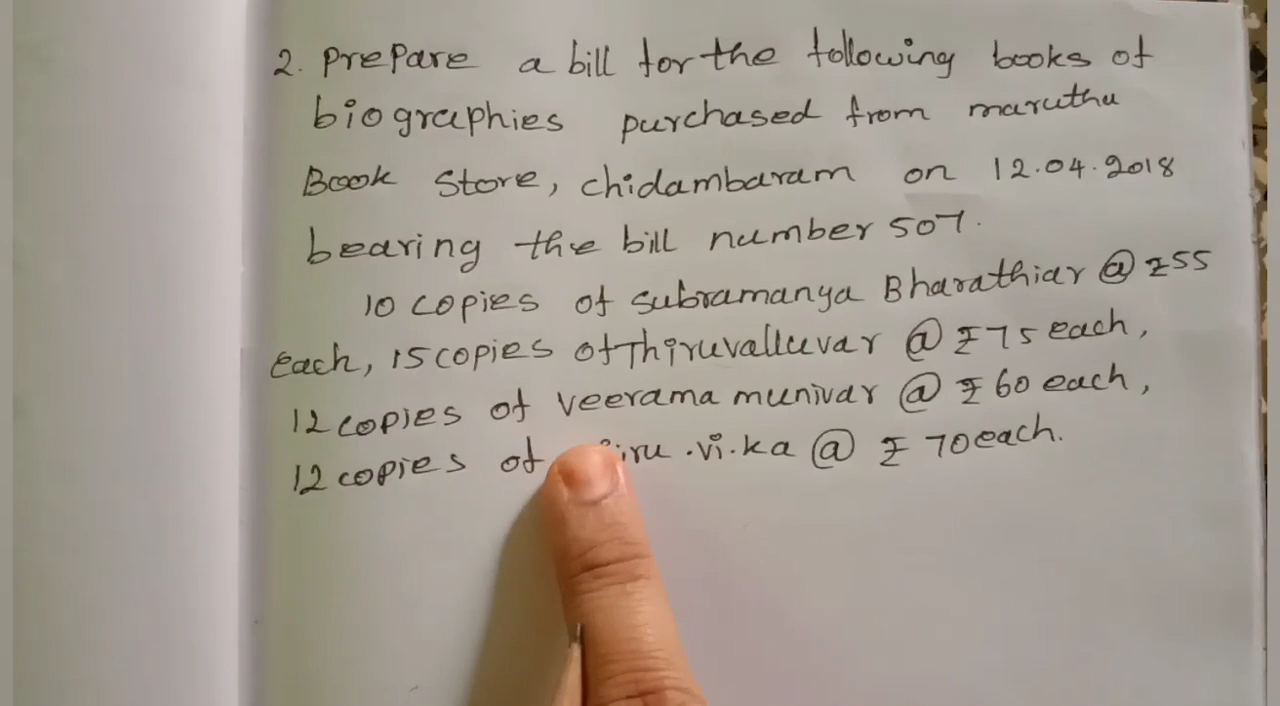 2. Prepare a bill for the following books of
biographies purchased from maruthu
Book Store, chidambaram on 12.04.2018
bearing the bill number 507.
10 copies of subramanya Bharathiar @ ₹55
each, 15 copies of Thiruvalluvar @ ₹75 each,
12 copies of veerama munivar @ ₹60 each,
12 copies of .vi.ka @ ₹70 each.